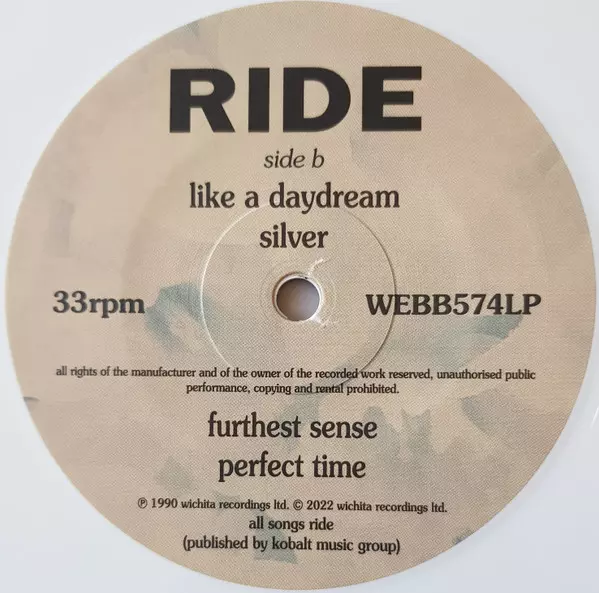 RIDE
side b
like a daydream
silver
33rpm
WEBB574LP
all rights of the manufacturer and of the owner of the recorded work reserved, unauthorised public
performance, copying and rental prohibited.
furthest sense
perfect time
℗ 1990 wichita recordings ltd. © 2022 wichita recordings ltd.
all songs ride
(published by kobalt music group)